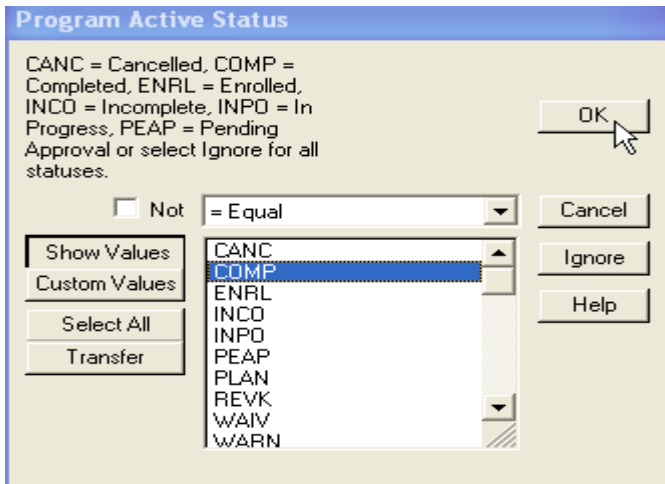 Program Active Status
CANC = Cancelled, COMP =
Completed, ENRL = Enrolled,
INCO = Incomplete, INPO = In
Progress, PEAP = Pending
Approval or select Ignore for all
statuses.
OK
Not
= Equal
Cancel
Show Values
Custom Values
Select All
Transfer
CANC
COMP
ENRL
INCO
INPO
PEAP
PLAN
REVK
WAIV
WARN
Ignore
Help